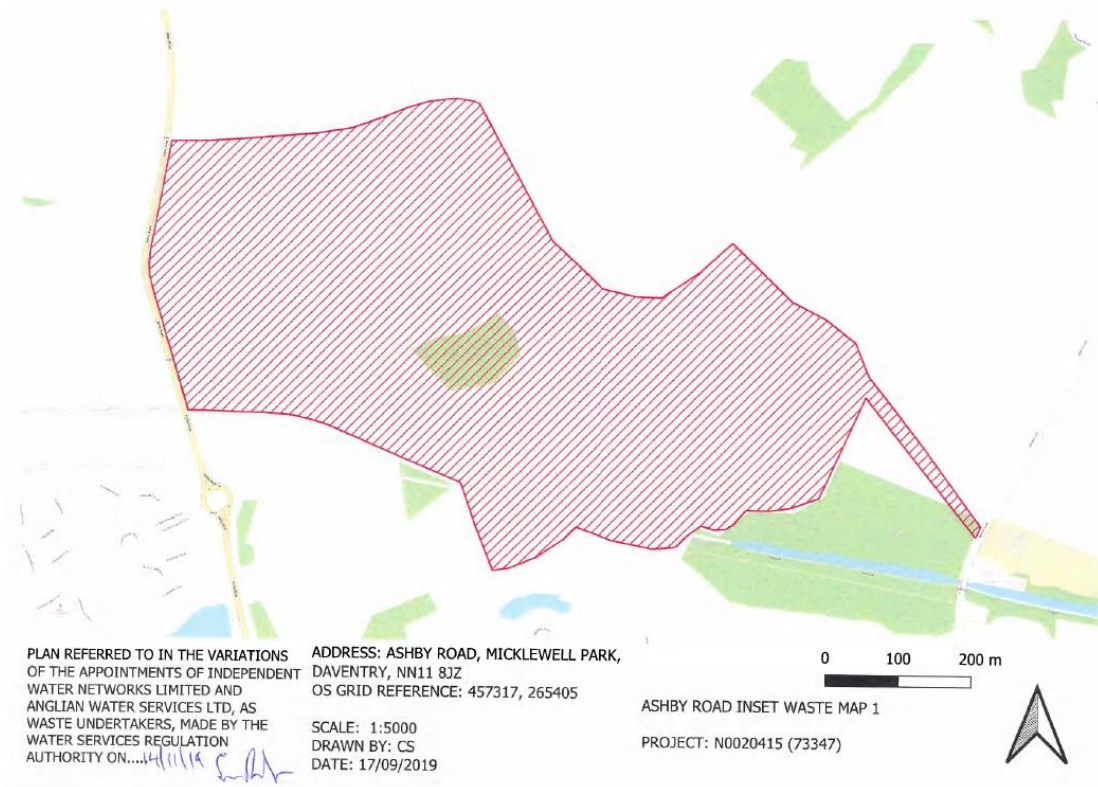 PLAN REFERRED TO IN THE VARIATIONS
OF THE APPOINTMENTS OF INDEPENDENT
WATER NETWORKS LIMITED AND
ANGLIAN WATER SERVICES LTD, AS
WASTE UNDERTAKERS, MADE BY THE
WATER SERVICES REGULATION
AUTHORITY ON....14/11/19
ADDRESS: ASHBY ROAD, MICKLEWELL PARK,
DAVENTRY, NN11 8JZ
OS GRID REFERENCE: 457317, 265405
SCALE: 1:5000
DRAWN BY: CS
DATE: 17/09/2019
0 100 200 m
ASHBY ROAD INSET WASTE MAP 1
PROJECT: N0020415 (73347)